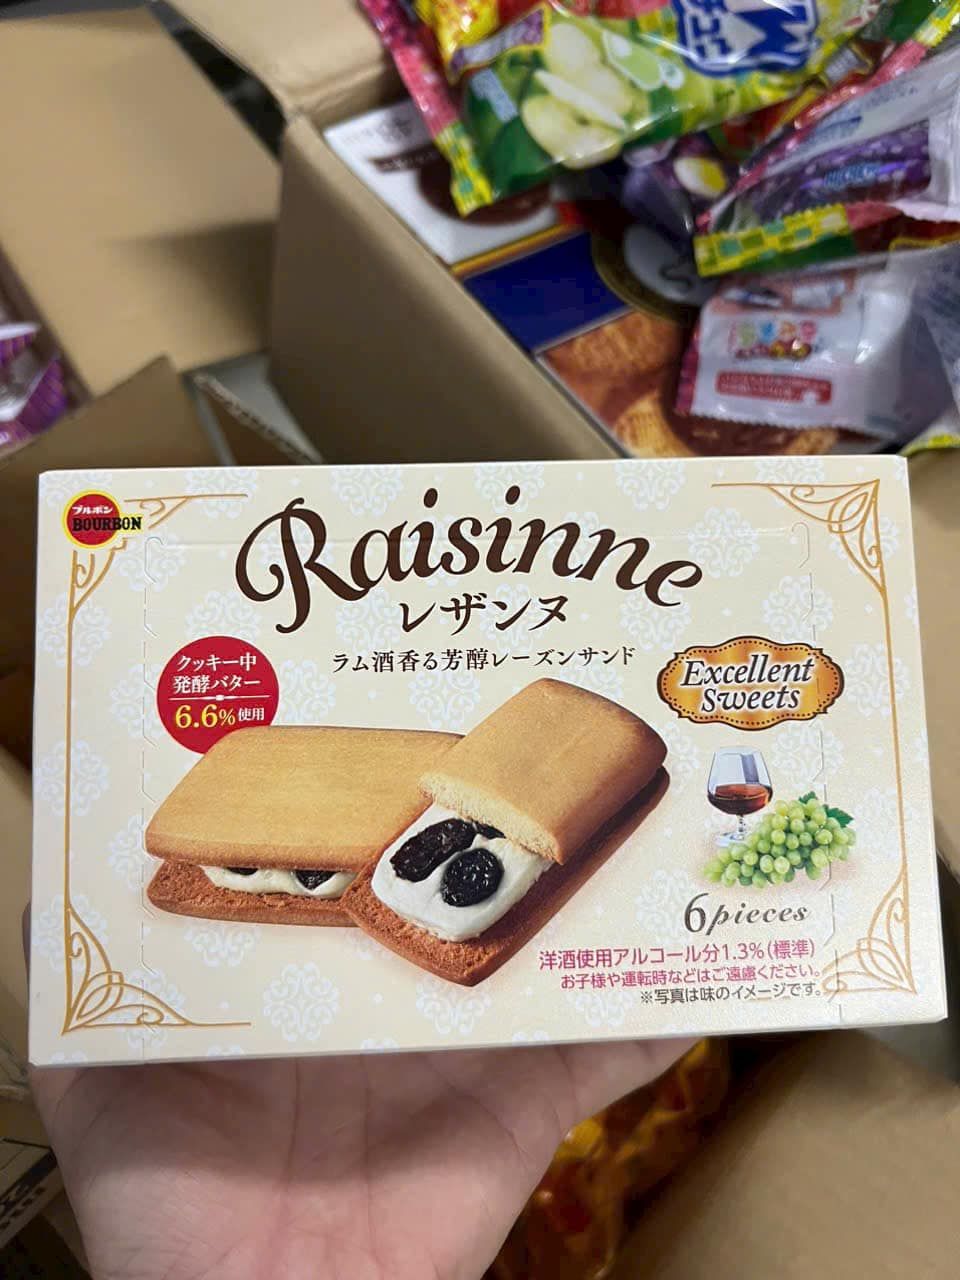 ブルボン
BOURBON
Raisinne
レザンヌ
ラム酒香る芳醇レーズンサンド
クッキー中
発酵バター
6.6%使用
Excellent
Sweets
6pieces
洋酒使用アルコール分1.3%(標準)
お子様や運転時などはご遠慮ください。
※写真は味のイメージです。